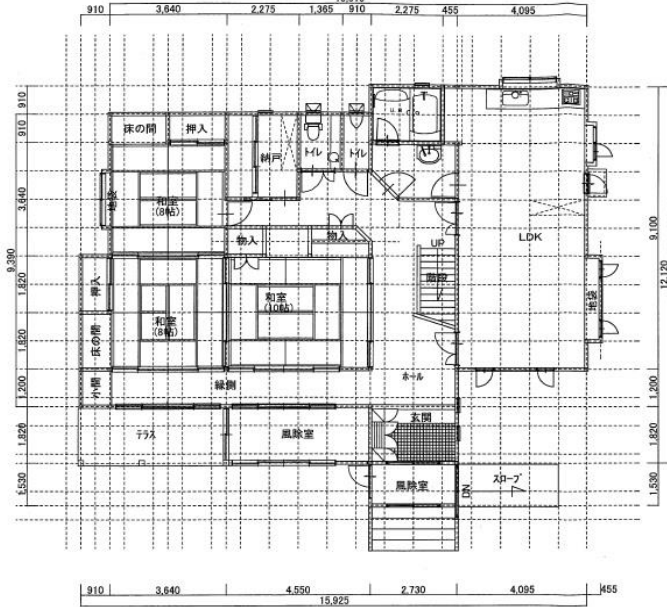 910 3,640 2,275 1,365 910 2,275 455 4,095
910
910
3,640
9,390
1,820
1,820
1,200
1,820
1,530
床の間 押入
納戸
トイレ トイレ
地袋
和室
(8帖)
物入 物入
UP
階段
LDK
押入
床の間
和室
(8帖)
和室
(10帖)
地袋
小間
縁側
ホール
テラス
風除室
玄関
風除室
DN
スロープ
9,100
12,120
1,200
1,820
1,530
910 3,640 4,550 2,730 4,095 455
15,925